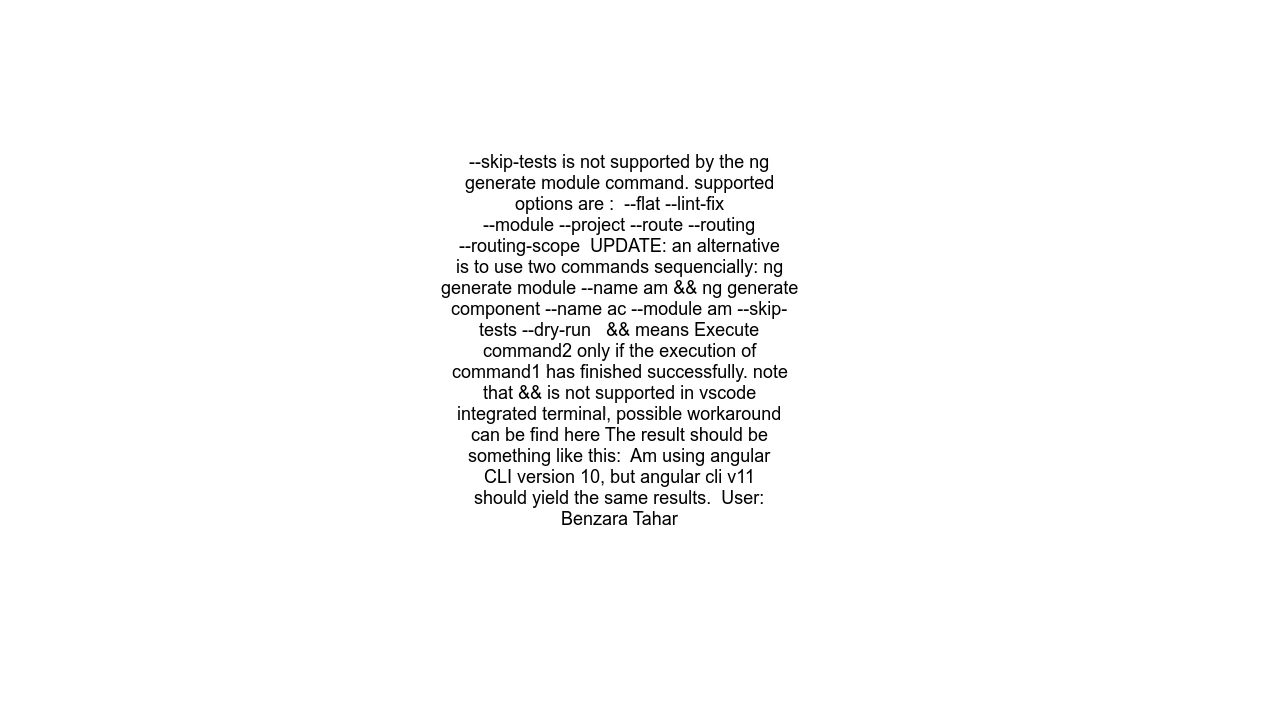 --skip-tests is not supported by the ng
generate module command. supported
options are :  --flat --lint-fix
--module --project --route --routing
--routing-scope  UPDATE: an alternative
is to use two commands sequencially: ng
generate module --name am && ng generate
component --name ac --module am --skip-
tests --dry-run   && means Execute
command2 only if the execution of
command1 has finished successfully. note
that && is not supported in vscode
integrated terminal, possible workaround
can be find here The result should be
something like this:  Am using angular
CLI version 10, but angular cli v11
should yield the same results.  User:
Benzara Tahar